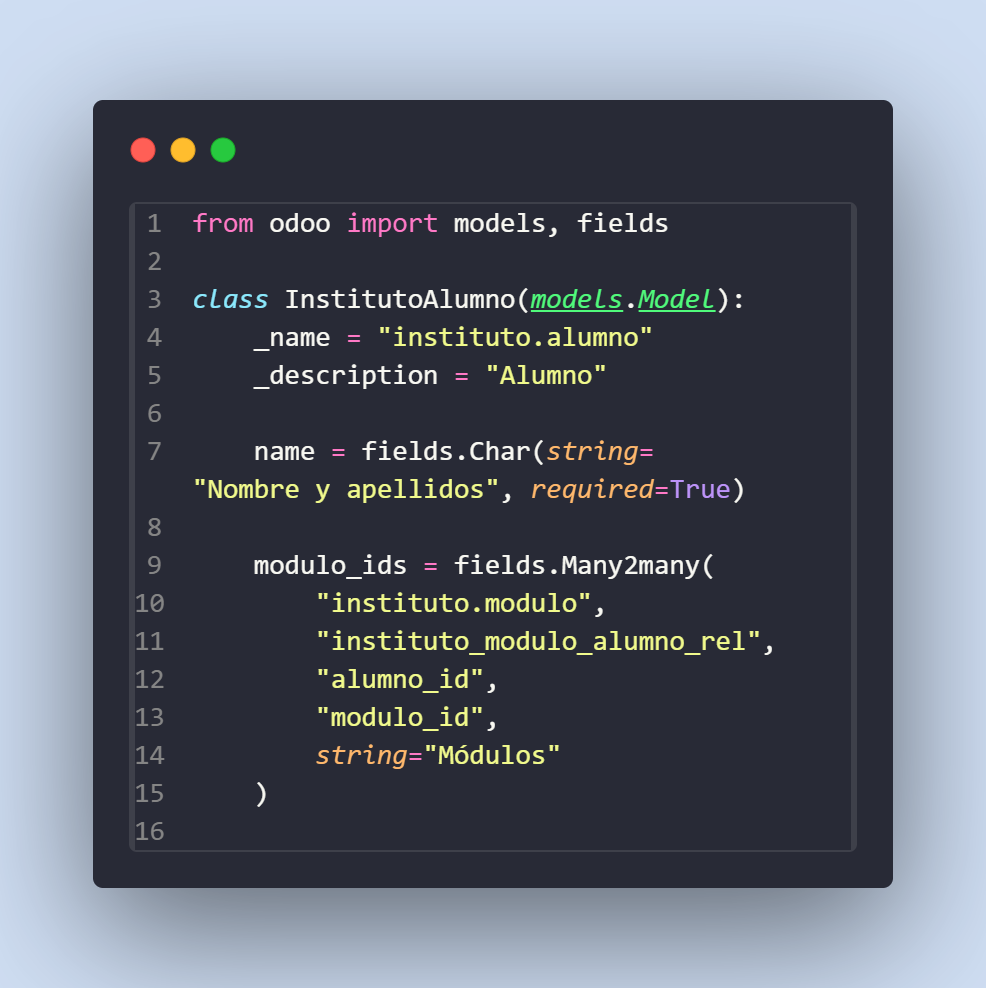 1 from odoo import models, fields
2
3 class InstitutoAlumno(models.Model):
4     _name = "instituto.alumno"
5     _description = "Alumno"
6
7     name = fields.Char(string=
"Nombre y apellidos", required=True)
8
9     modulo_ids = fields.Many2many(
10         "instituto.modulo",
11         "instituto_modulo_alumno_rel",
12         "alumno_id",
13         "modulo_id",
14         string="Módulos"
15     )
16